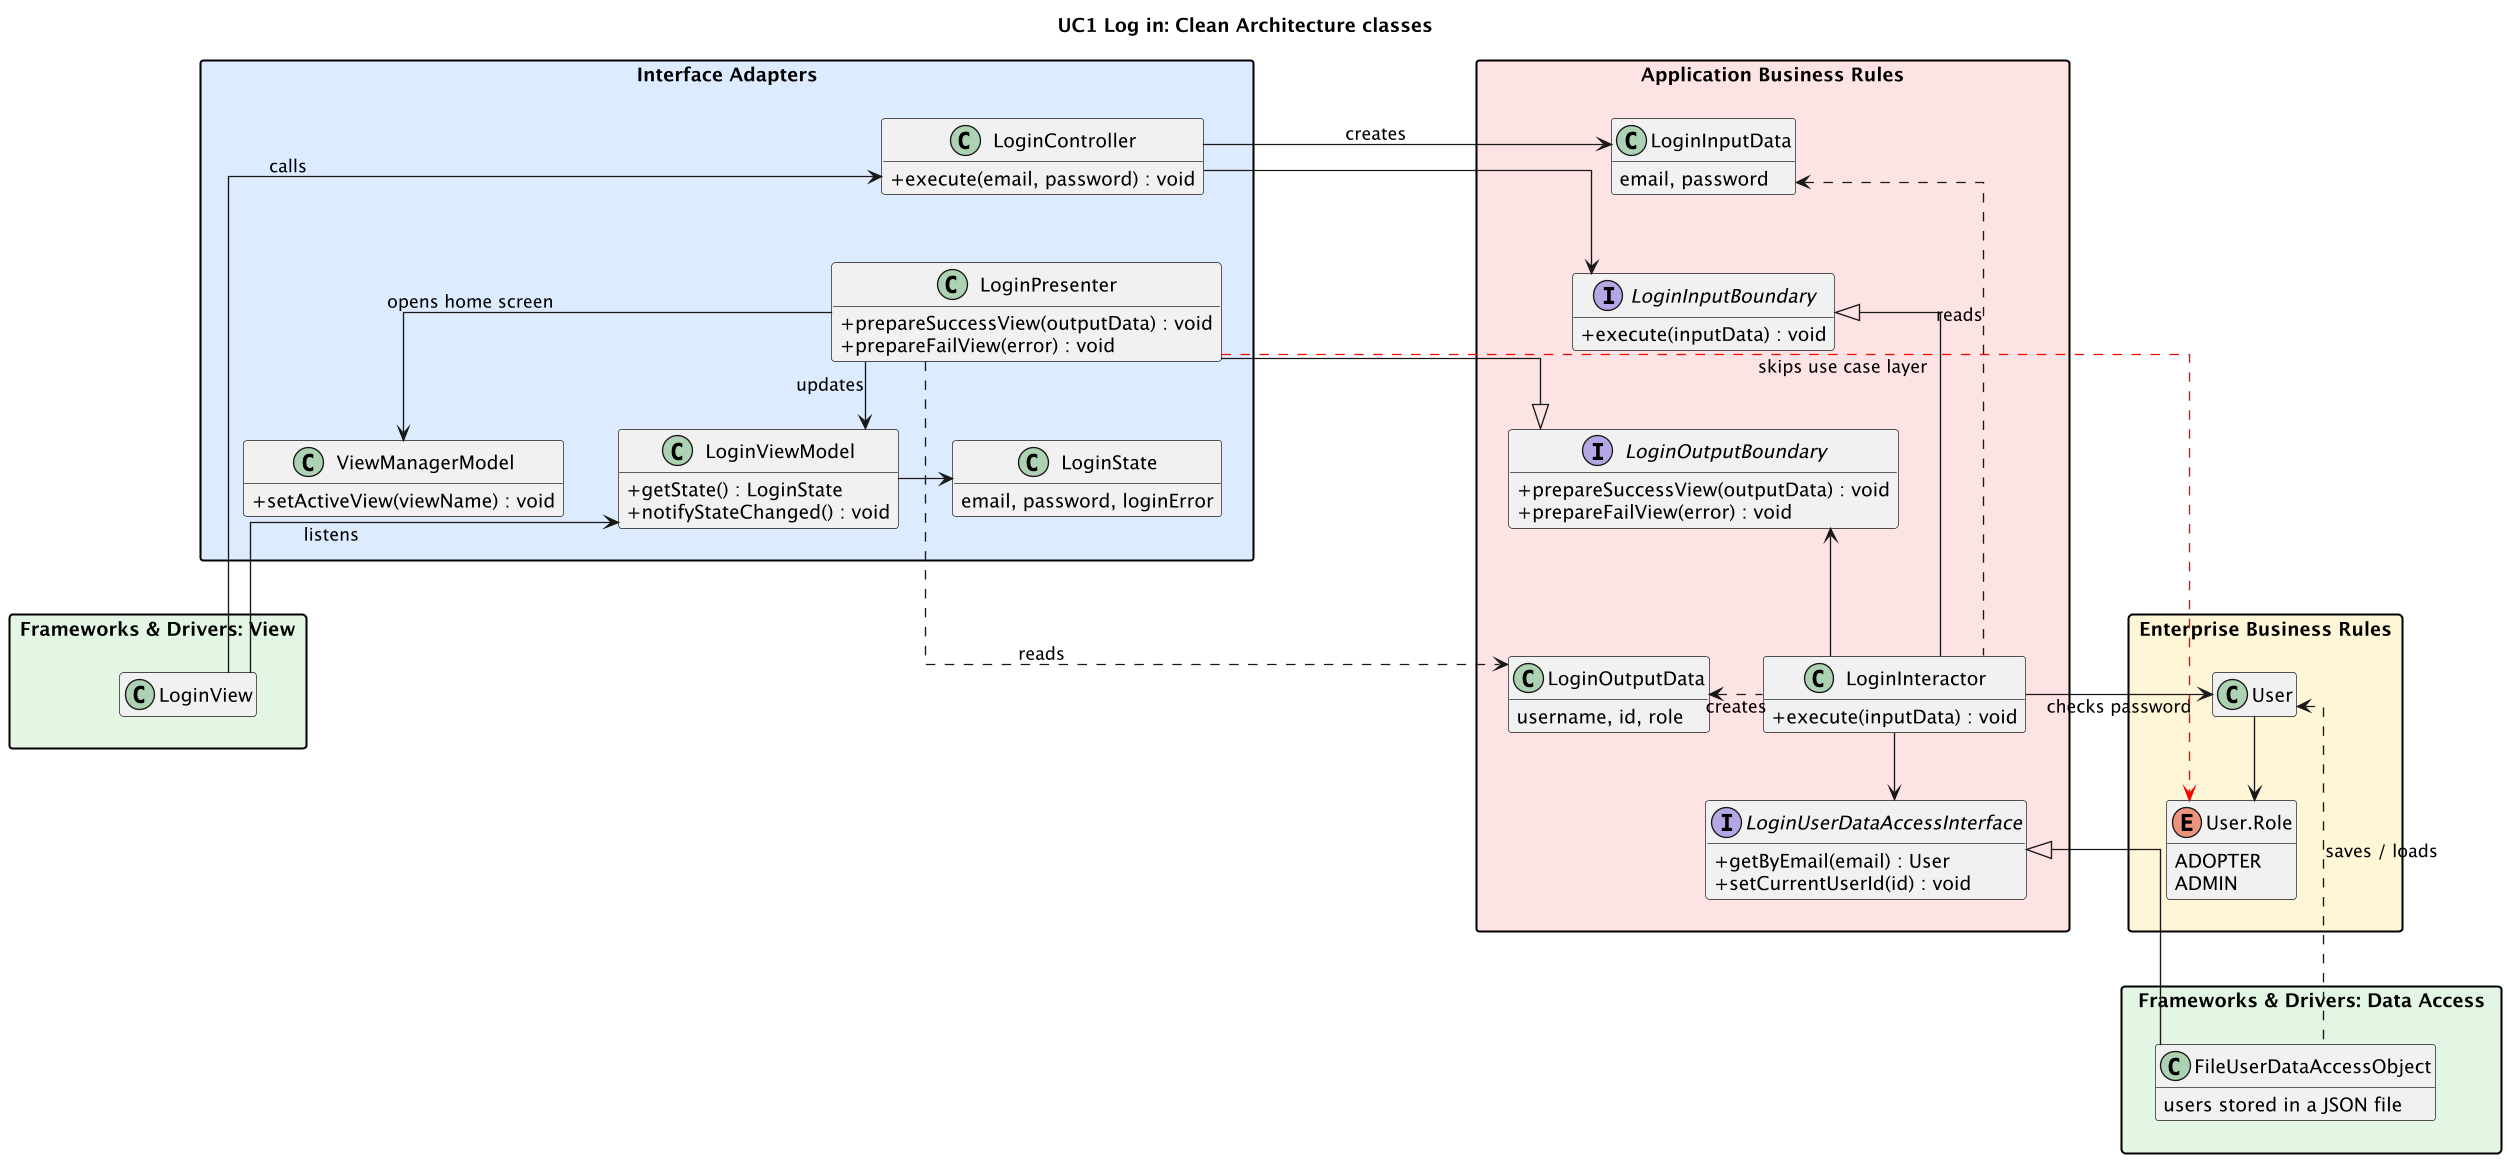 UC1 Log in: Clean Architecture classes
Interface Adapters
C LoginController
+execute(email, password) : void
calls
creates
C LoginPresenter
+prepareSuccessView(outputData) : void
+prepareFailView(error) : void
opens home screen
updates
C ViewManagerModel
+setActiveView(viewName) : void
C LoginViewModel
+getState() : LoginState
+notifyStateChanged() : void
C LoginState
email, password, loginError
listens
Frameworks & Drivers: View
C LoginView
reads
Application Business Rules
C LoginInputData
email, password
I LoginInputBoundary
+execute(inputData) : void
reads
skips use case layer
I LoginOutputBoundary
+prepareSuccessView(outputData) : void
+prepareFailView(error) : void
C LoginOutputData
username, id, role
creates
C LoginInteractor
+execute(inputData) : void
checks password
I LoginUserDataAccessInterface
+getByEmail(email) : User
+setCurrentUserId(id) : void
Enterprise Business Rules
C User
E User.Role
ADOPTER
ADMIN
saves / loads
Frameworks & Drivers: Data Access
C FileUserDataAccessObject
users stored in a JSON file